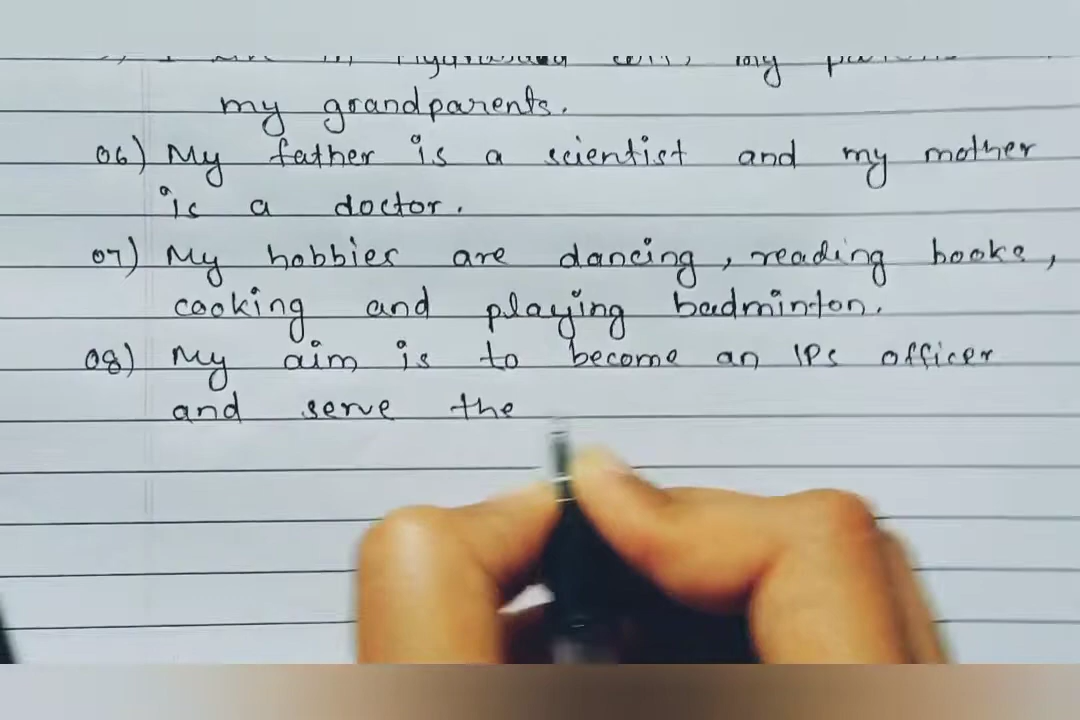 my
my grandparents.
06) My father is a scientist and my mother
is a doctor.
07) My hobbies are dancing, reading books,
cooking and playing badminton.
08) My aim is to become an IPS officer
and serve the